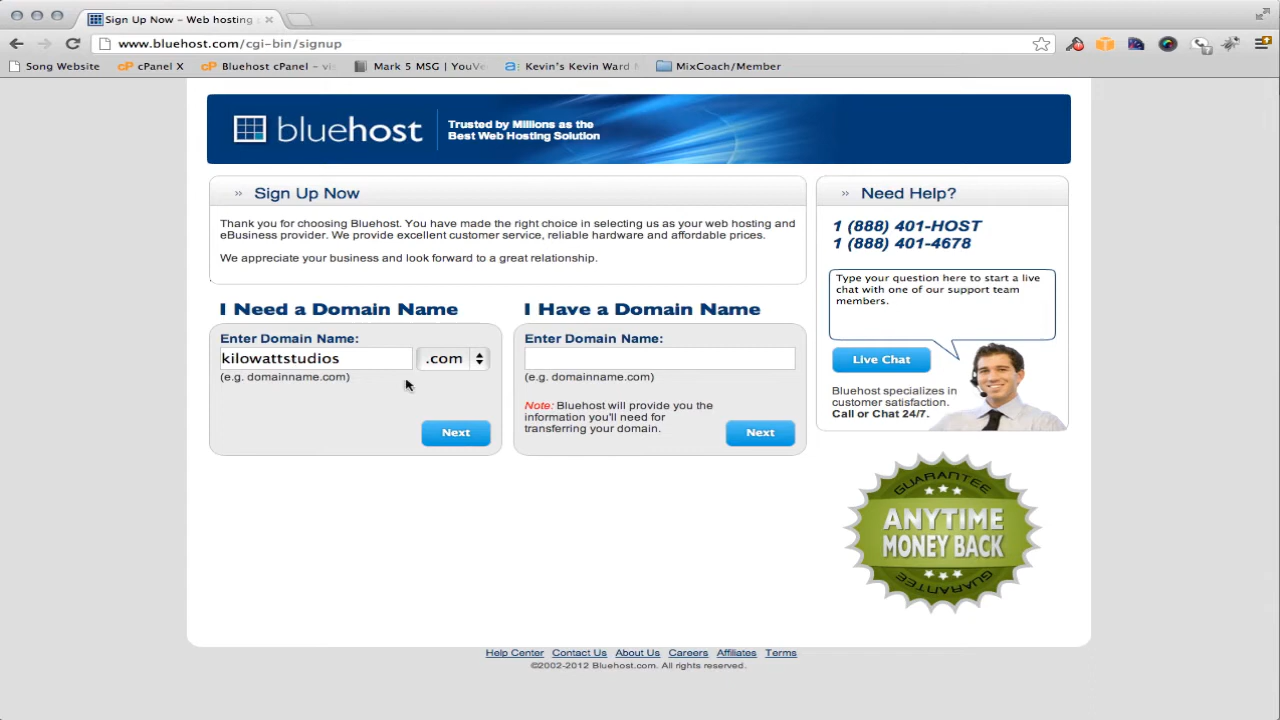 Sign Up Now – Web hosting
www.bluehost.com/cgi-bin/signup
Song Website
cPanel X
Bluehost cPanel – vi
Mark 5 MSG | YouV
Kevin's Kevin Ward
MixCoach/Member
bluehost
Trusted by Millions as the
Best Web Hosting Solution
Sign Up Now
Thank you for choosing Bluehost. You have made the right choice in selecting us as your web hosting and
eBusiness provider. We provide excellent customer service, reliable hardware and affordable prices.
We appreciate your business and look forward to a great relationship.
I Need a Domain Name
Enter Domain Name:
kilowattstudios
.com
(e.g. domainname.com)
Next
I Have a Domain Name
Enter Domain Name:
(e.g. domainname.com)
Note: Bluehost will provide you the
information you'll need for
transferring your domain.
Next
Need Help?
1 (888) 401-HOST
1 (888) 401-4678
Type your question here to start a live
chat with one of our support team
members.
Live Chat
Bluehost specializes in
customer satisfaction.
Call or Chat 24/7.
GUARANTEE
ANYTIME
MONEY BACK
GUARANTEE
Help Center Contact Us About Us Careers Affiliates Terms
©2002-2012 Bluehost.com. All rights reserved.